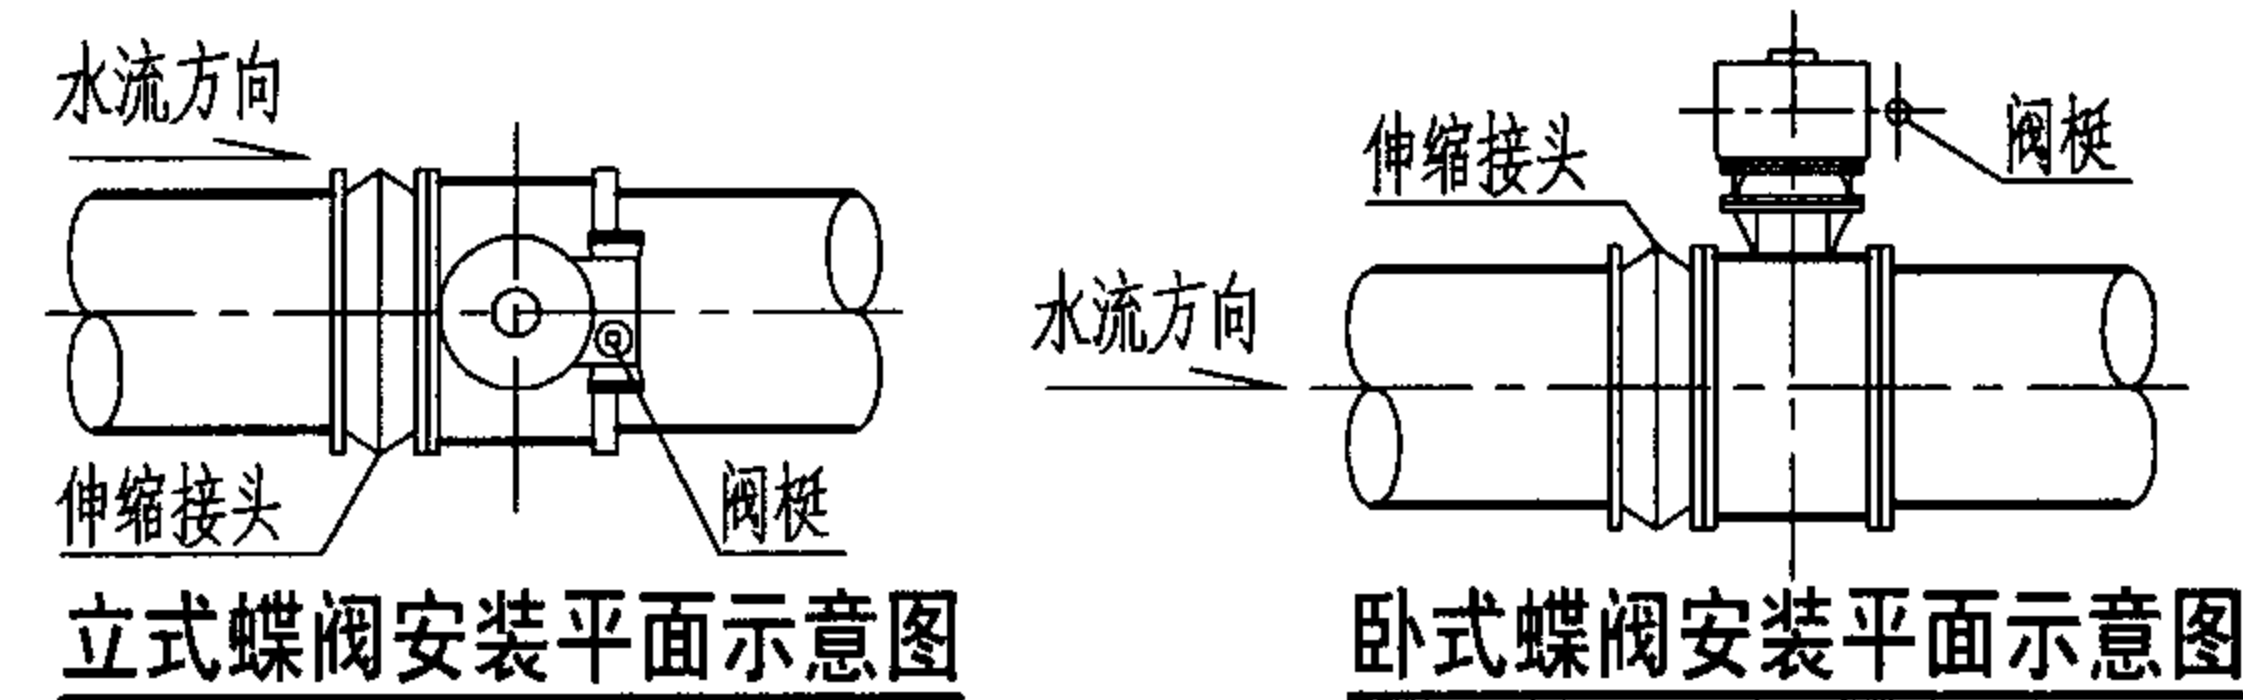 水流方向
伸缩接头
阀梃
立式蝶阀安装平面示意图
伸缩接头
阀梃
水流方向
卧式蝶阀安装平面示意图